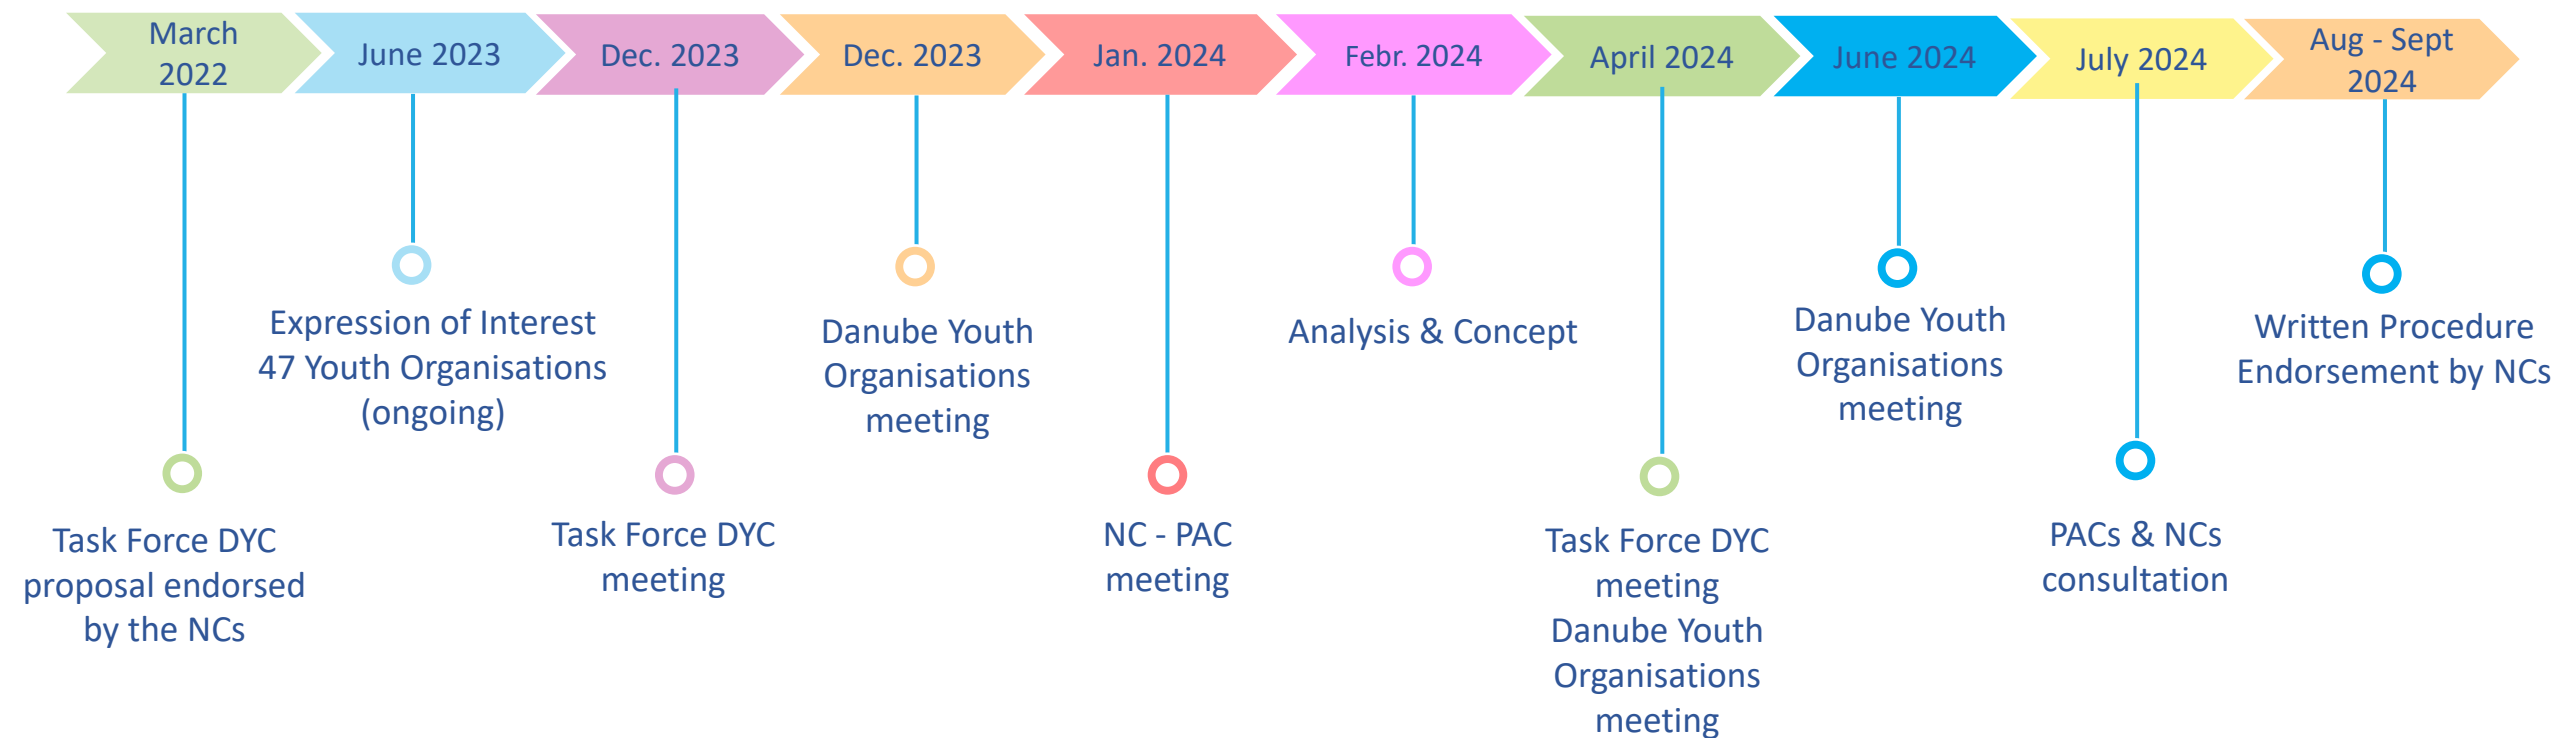 March
2022
June 2023
Dec. 2023
Dec. 2023
Jan. 2024
Febr. 2024
April 2024
June 2024
July 2024
Aug - Sept
2024
Task Force DYC
proposal endorsed
by the NCs
Expression of Interest
47 Youth Organisations
(ongoing)
Task Force DYC
meeting
Danube Youth
Organisations
meeting
NC - PAC
meeting
Analysis & Concept
Task Force DYC
meeting
Danube Youth
Organisations
meeting
Danube Youth
Organisations
meeting
PACs & NCs
consultation
Written Procedure
Endorsement by NCs